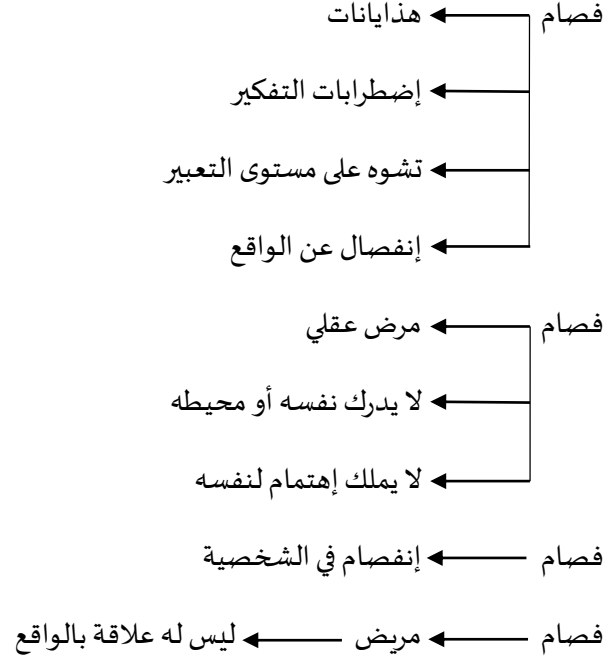 فصام هذايانات
إضطرابات التفكير
تشوه على مستوى التعبير
إنفصال عن الواقع
فصام مرض عقلي
لا يدرك نفسه أو محيطه
لا يملك إهتمام لنفسه
فصام إنفصام في الشخصية
فصام مريض ليس له علاقة بالواقع